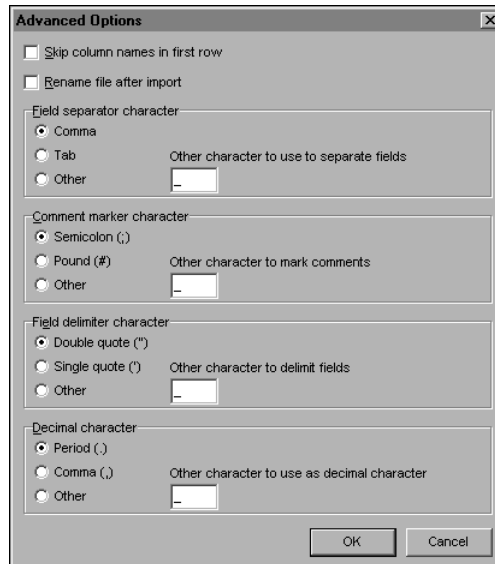 Advanced Options
Skip column names in first row
Rename file after import
Field separator character
Comma
Tab Other character to use to separate fields
Other _
Comment marker character
Semicolon (;)
Pound (#) Other character to mark comments
Other _
Field delimiter character
Double quote (")
Single quote (') Other character to delimit fields
Other _
Decimal character
Period (.)
Comma (,) Other character to use as decimal character
Other _
OK Cancel